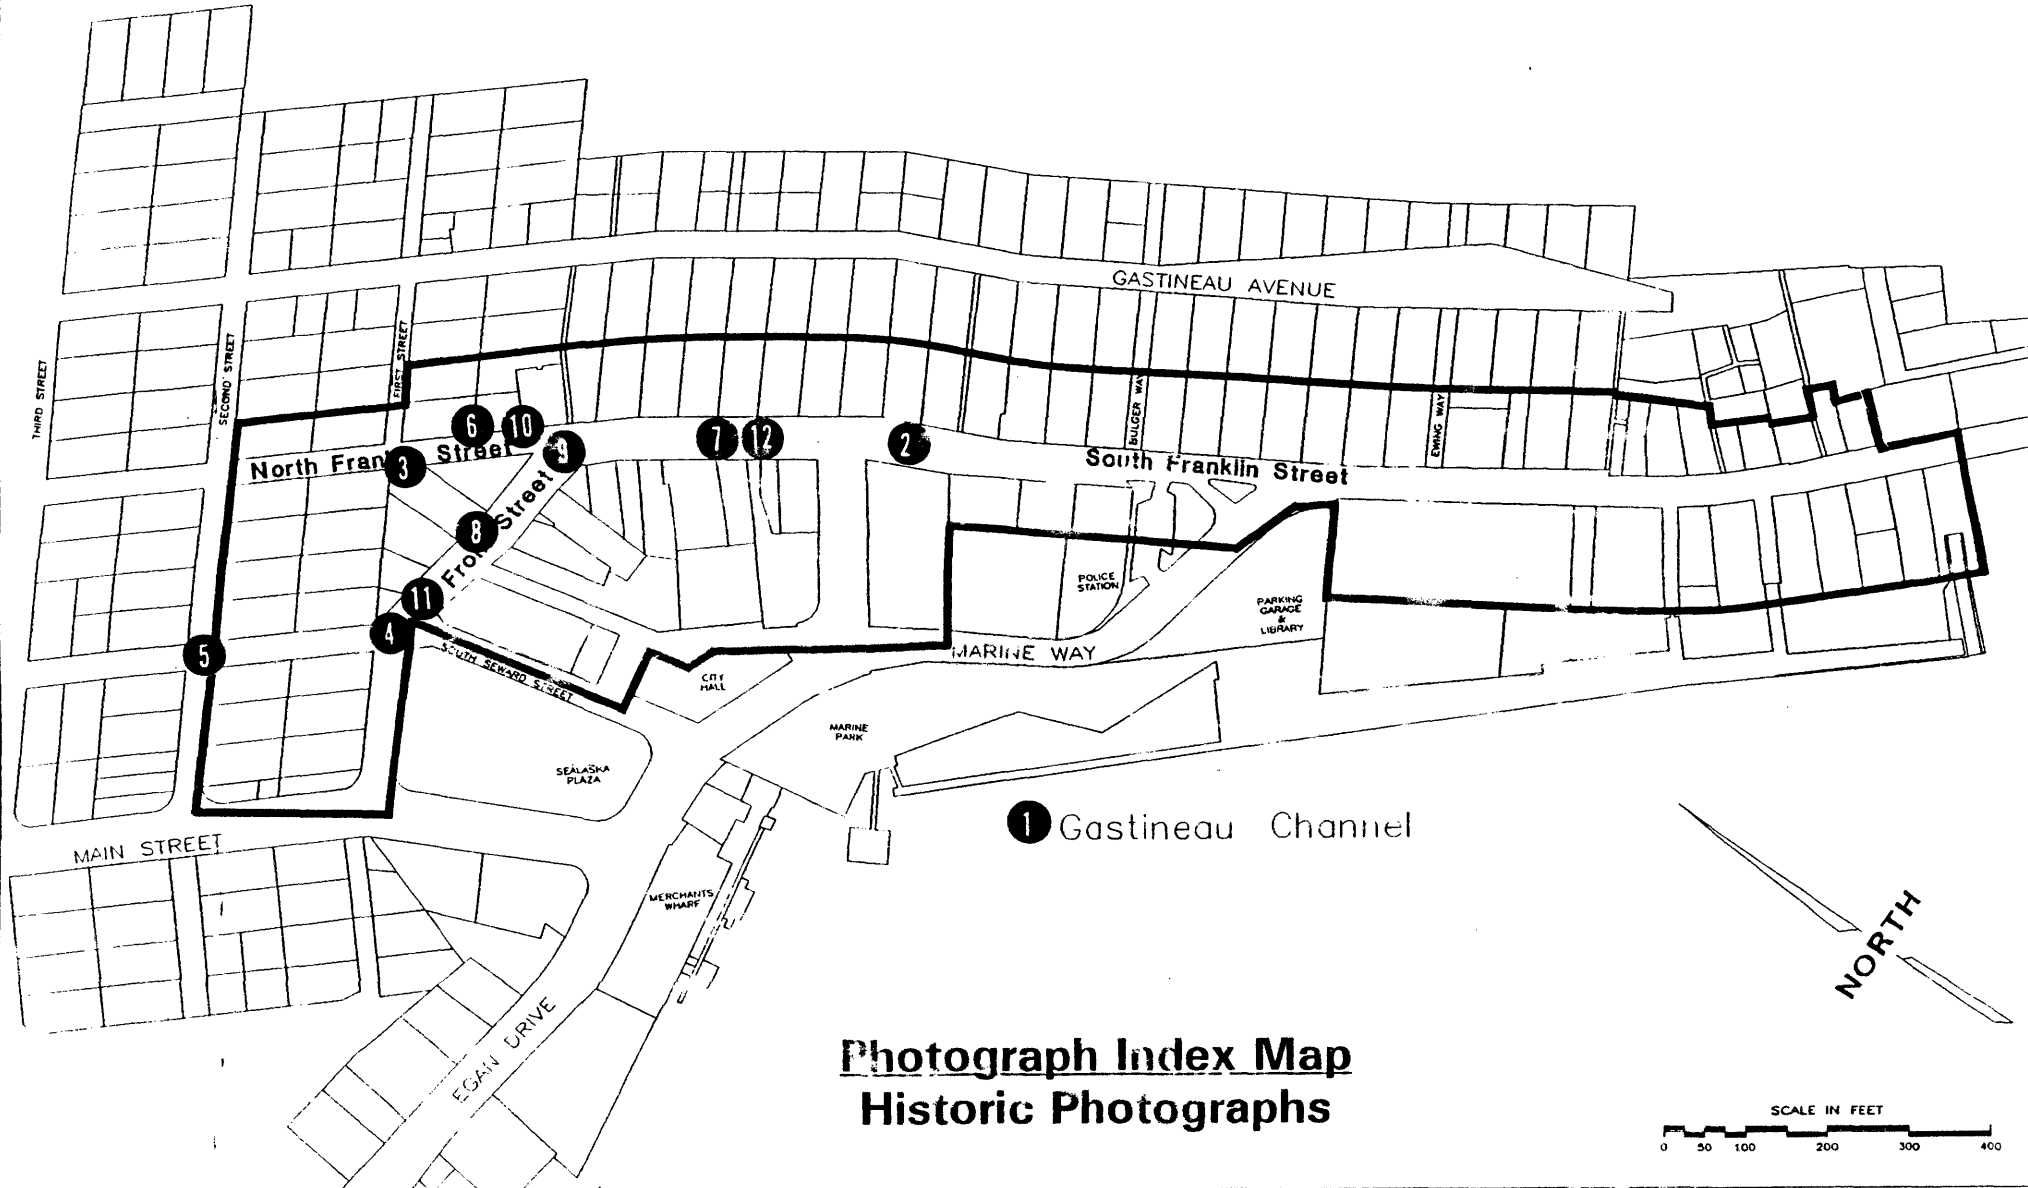 GASTINEAU AVENUE
THIRD STREET
SECOND STREET
FIRST STREET
BULGER WAY
EWING WAY
6
10
9
7
12
2
North Fran
3
Street
South Franklin Street
8
Street
Fro
11
4
5
SOUTH SEWARD STREET
POLICE
STATION
PARKING
GARAGE
&
LIBRARY
MARINE WAY
CITY
HALL
MARINE
PARK
SEALASKA
PLAZA
1 Gastineau Channel
MAIN STREET
MERCHANTS
WHARF
NORTH
EGAN DRIVE
Photograph Index Map
Historic Photographs
SCALE IN FEET
0 50 100 200 300 400